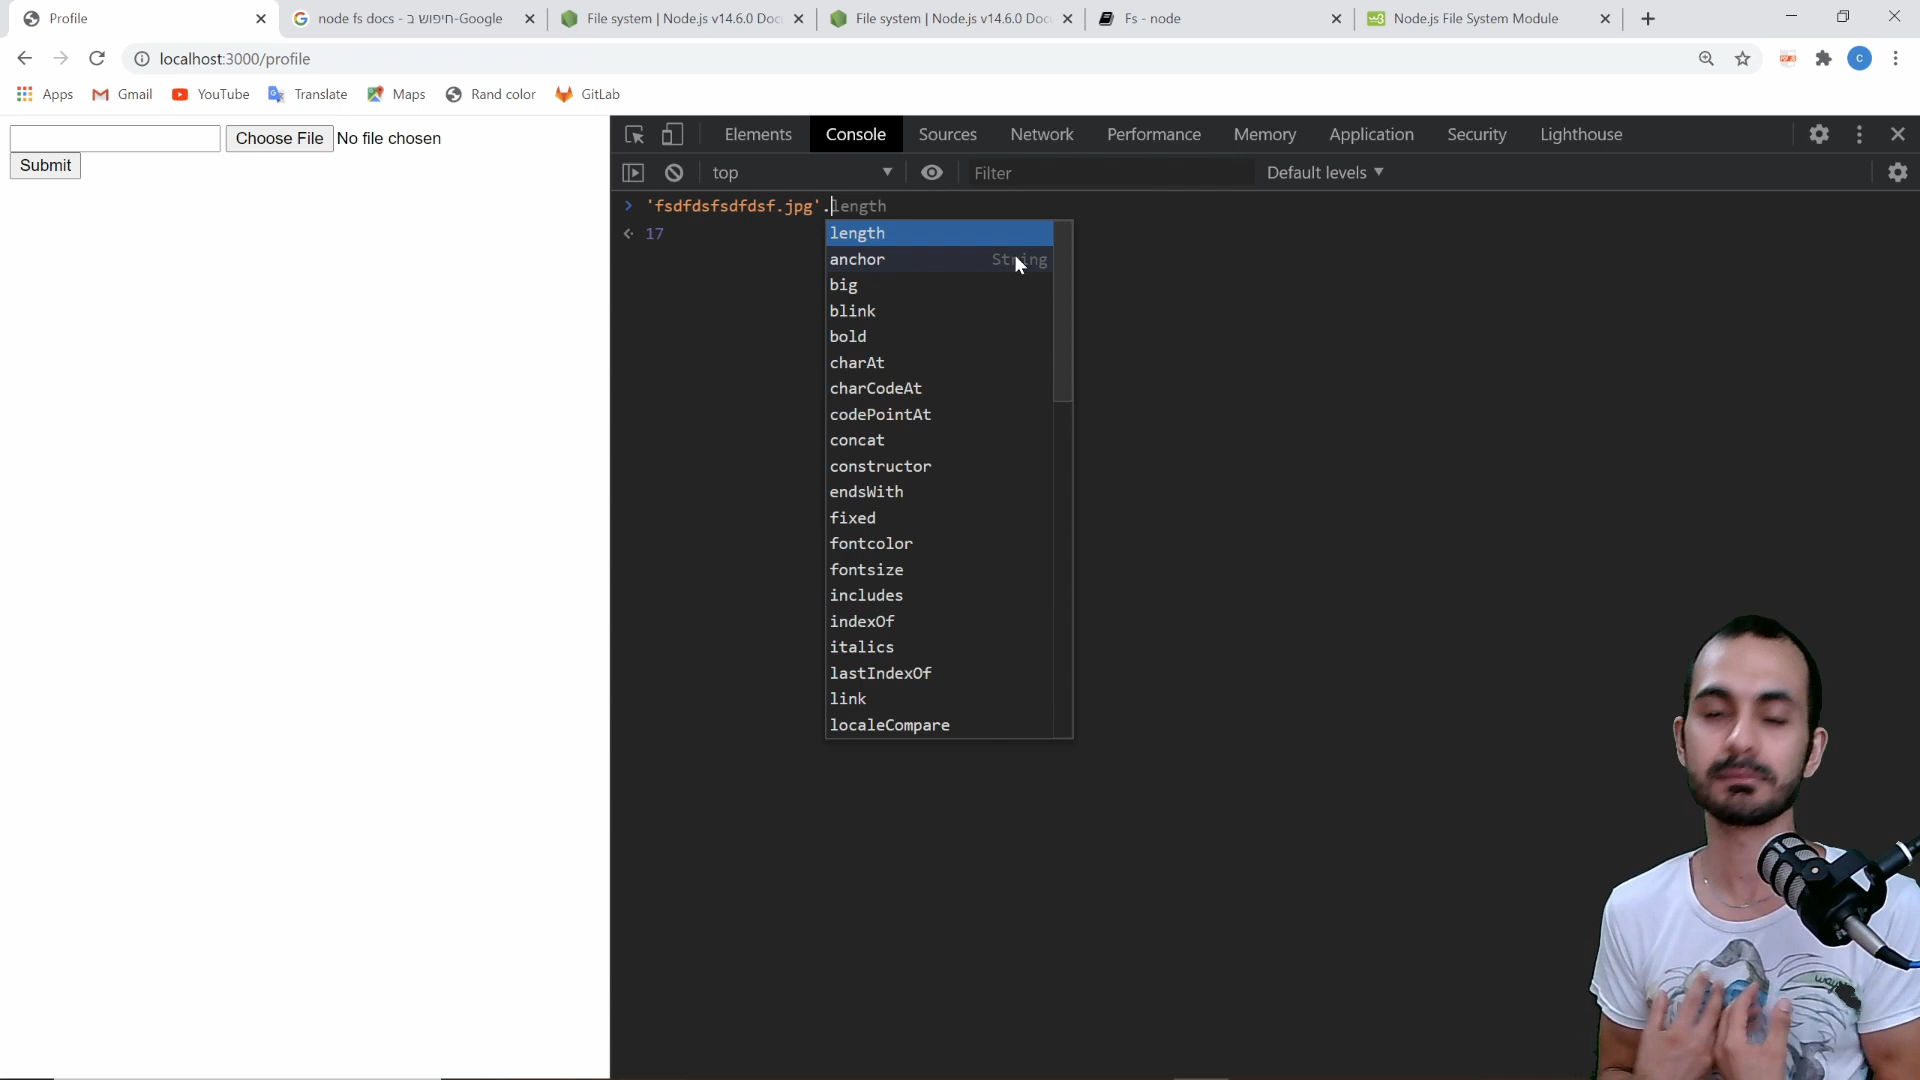 Profile
node fs docs - חיפוש ב-Google
File system | Node.js v14.6.0 Doc
File system | Node.js v14.6.0 Doc
Fs - node
Node.js File System Module
localhost:3000/profile
Apps
Gmail
YouTube
Translate
Maps
Rand color
GitLab
Choose File No file chosen
Submit
Elements
Console
Sources
Network
Performance
Memory
Application
Security
Lighthouse
top
Filter
Default levels
'fsdfdsfsdfdsf.jpg'.length
17
length
anchor String
big
blink
bold
charAt
charCodeAt
codePointAt
concat
constructor
endsWith
fixed
fontcolor
fontsize
includes
indexOf
italics
lastIndexOf
link
localeCompare
C
way